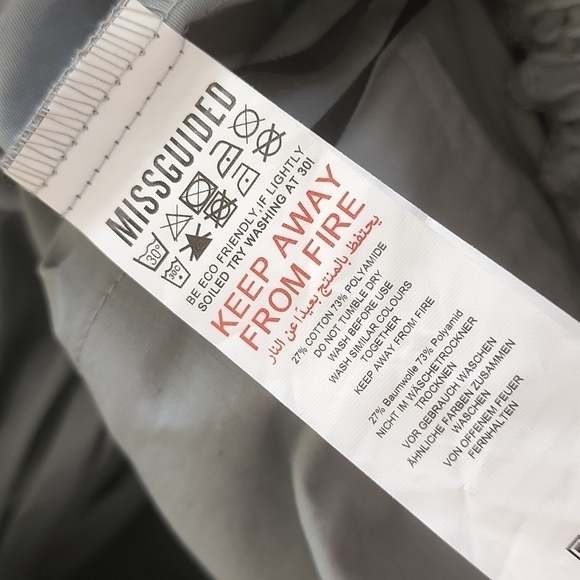 MISSGUIDED
30°
30C
BE ECO FRIENDLY, IF LIGHTLY
SOILED TRY WASHING AT 30!
KEEP AWAY
FROM FIRE
يحتفظ بالمنتج بعيدا عن النار
27% COTTON 73% POLYAMIDE
DO NOT TUMBLE DRY
WASH BEFORE USE
WASH SIMILAR COLOURS
TOGETHER
KEEP AWAY FROM FIRE
27% Baumwolle 73% Polyamid
NICHT IM WÄSCHETROCKNER
TROCKNEN
VOR GEBRAUCH WASCHEN
ÄHNLICHE FARBEN ZUSAMMEN
WASCHEN
VON OFFENEM FEUER
FERNHALTEN